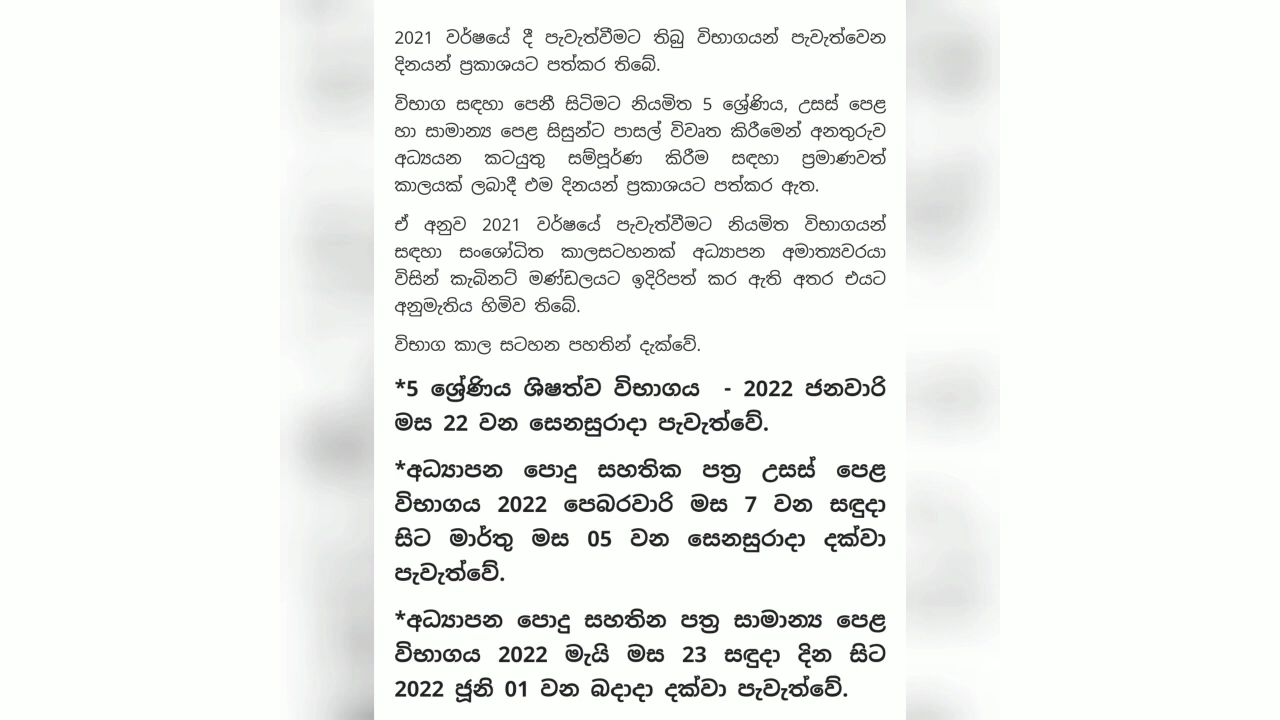 2021 වර්ෂයේ දී පැවැත්වීමට තිබු විභාගයන් පැවැත්වෙන
දිනයන් ප්‍රකාශයට පත්කර තිබේ.
විභාග සඳහා පෙනී සිටිමට නියමිත 5 ශ්‍රේණිය, උසස් පෙළ
හා සාමාන්‍ය පෙළ සිසුන්ට පාසල් විවෘත කිරීමෙන් අනතුරුව
අධ්‍යයන කටයුතු සම්පූර්ණ කිරීම සඳහා ප්‍රමාණවත්
කාලයක් ලබාදී එම දිනයන් ප්‍රකාශයට පත්කර ඇත.
ඒ අනුව 2021 වර්ෂයේ පැවැත්වීමට නියමිත විභාගයන්
සඳහා සංශෝධිත කාලසටහනක් අධ්‍යාපන අමාත්‍යවරයා
විසින් කැබිනට් මණ්ඩලයට ඉදිරිපත් කර ඇති අතර එයට
අනුමැතිය හිමිව තිබේ.
විභාග කාල සටහන පහතින් දැක්වේ.
*5 ශ්‍රේණිය ශිෂත්ව විභාගය - 2022 ජනවාරි
මස 22 වන සෙනසුරාදා පැවැත්වේ.
*අධ්‍යාපන පොදු සහතික පත්‍ර උසස් පෙළ
විභාගය 2022 පෙබරවාරි මස 7 වන සඳුදා
සිට මාර්තු මස 05 වන සෙනසුරාදා දක්වා
පැවැත්වේ.
*අධ්‍යාපන පොදු සහතින පත්‍ර සාමාන්‍ය පෙළ
විභාගය 2022 මැයි මස 23 සඳුදා දින සිට
2022 ජූනි 01 වන බදාදා දක්වා පැවැත්වේ.